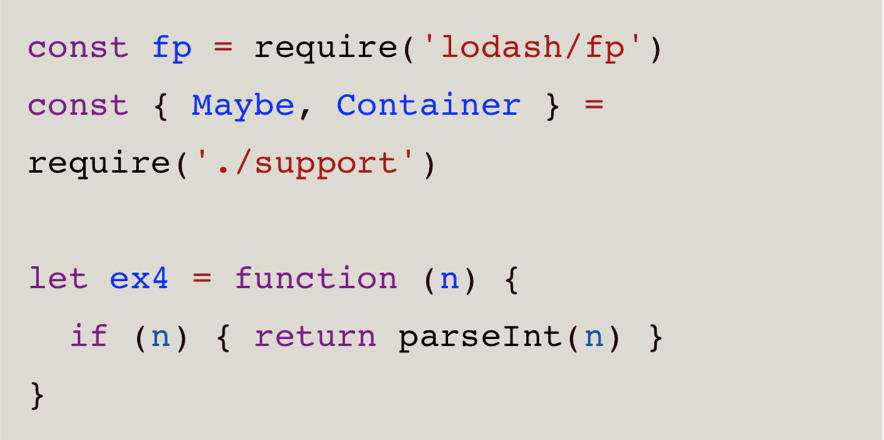 const fp = require('lodash/fp')
const { Maybe, Container } =
require('./support')
let ex4 = function (n) {
  if (n) { return parseInt(n) }
}